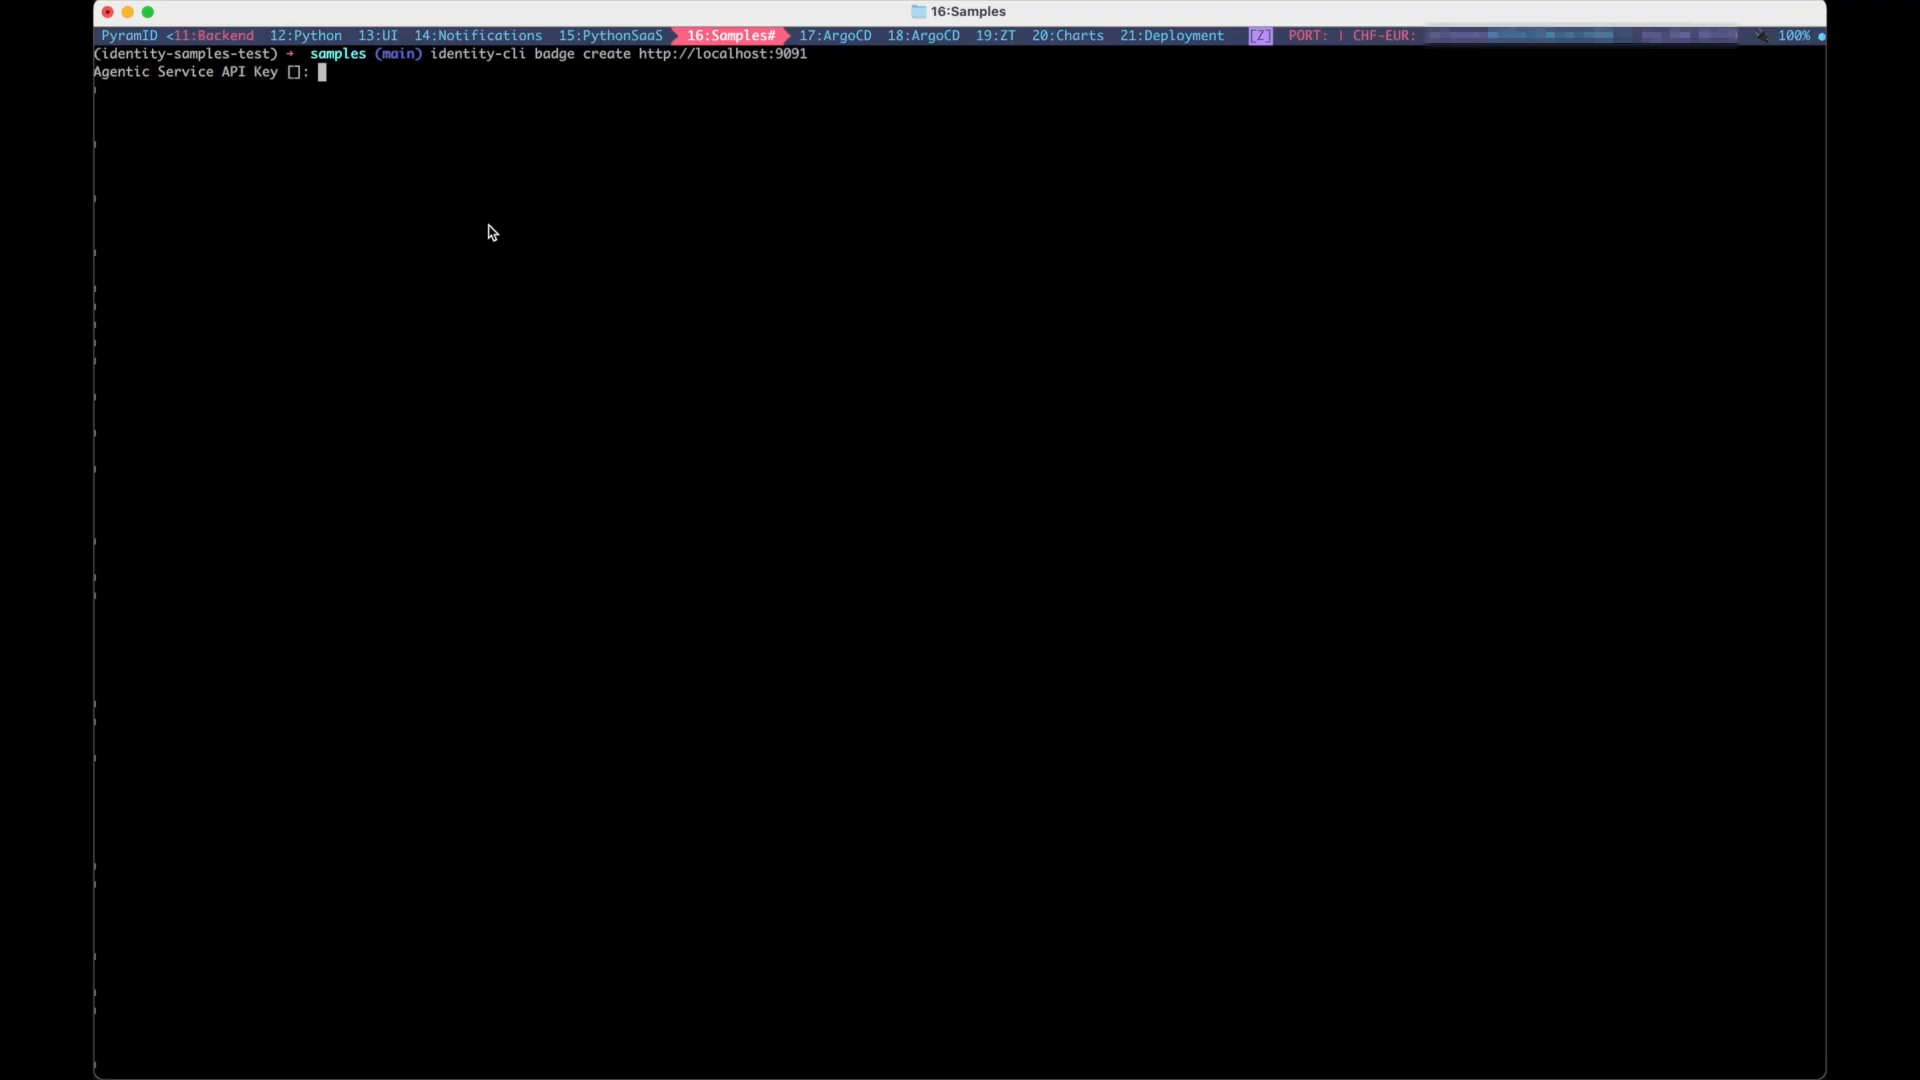 16:Samples
PyramID <11:Backend 12:Python 13:UI 14:Notifications 15:PythonSaaS 16:Samples# 17:ArgoCD 18:ArgoCD 19:ZT 20:Charts 21:Deployment [Z] PORT: | CHF-EUR: 100%
(identity-samples-test) → samples (main) identity-cli badge create http://localhost:9091
Agentic Service API Key []: